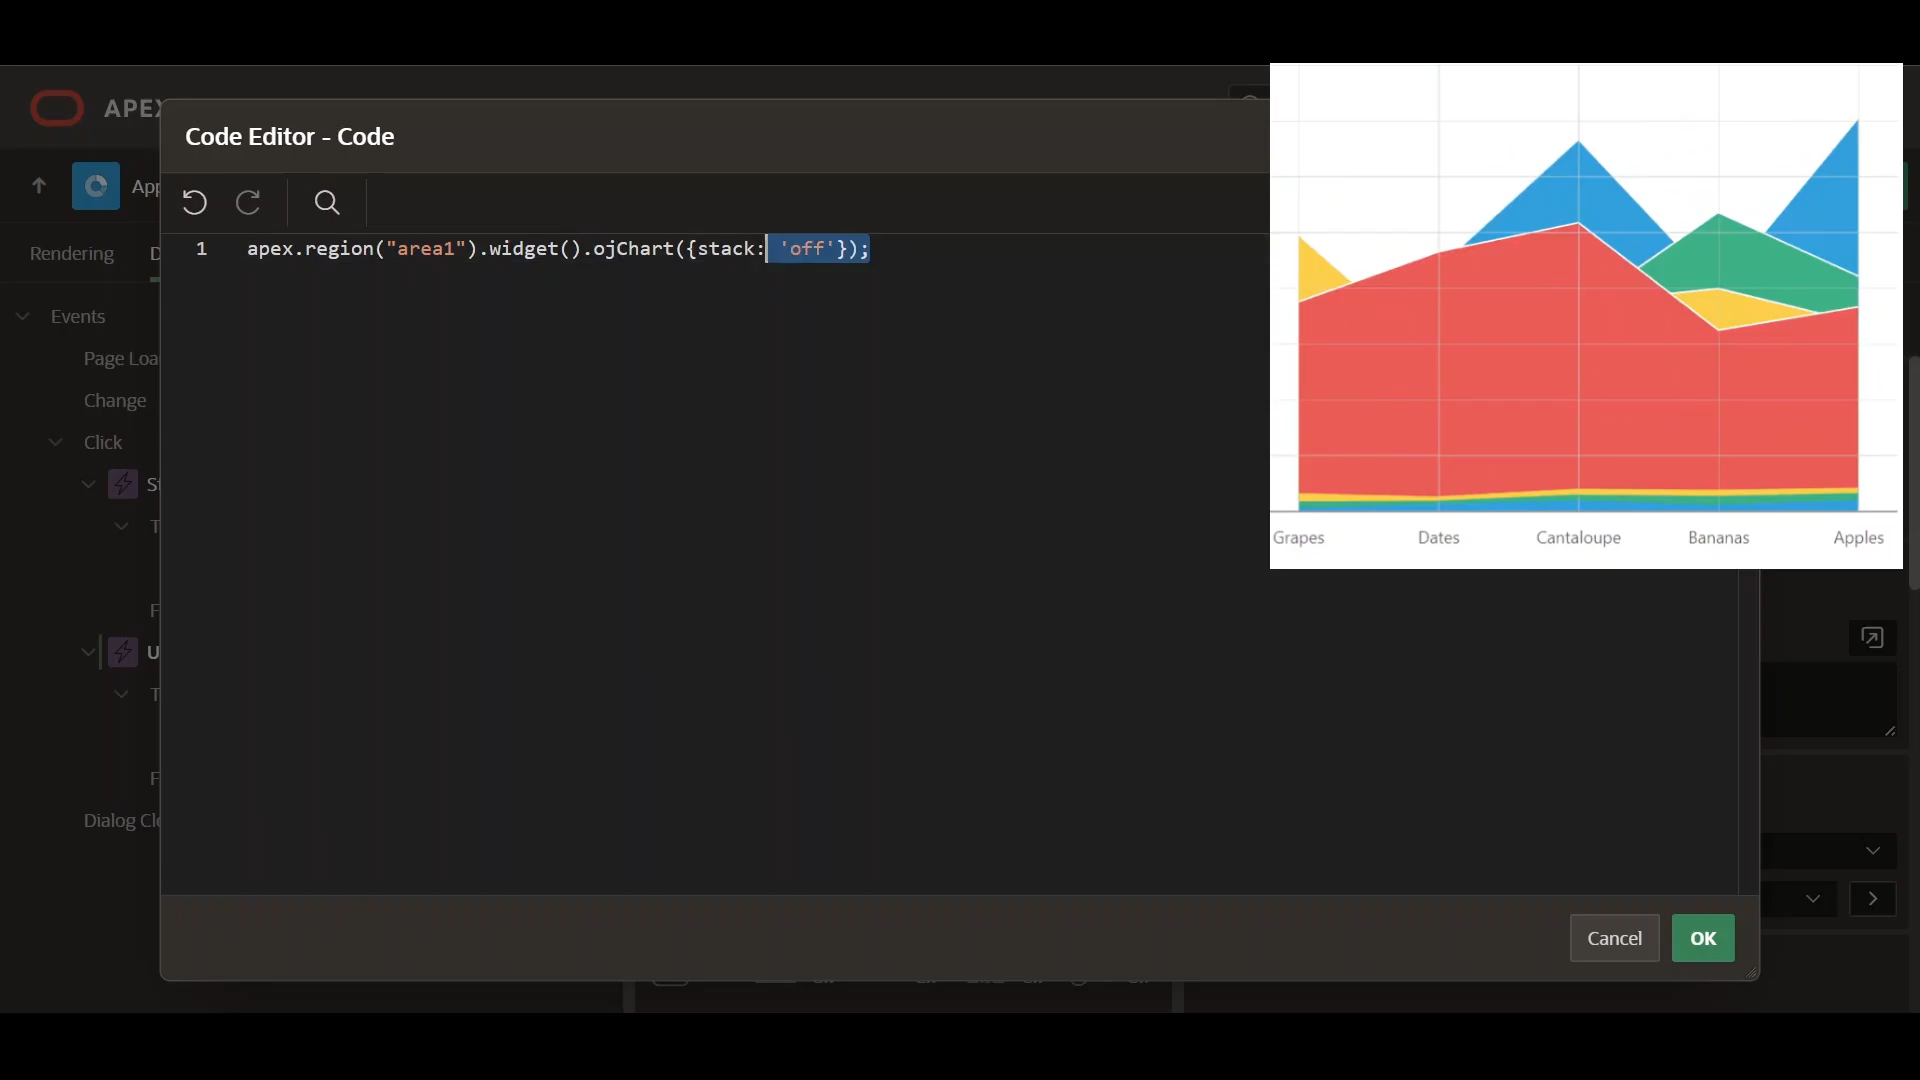 APEX
Code Editor - Code
App
Rendering
1 apex.region("area1").widget().ojChart({stack: 'off'});
Events
Page Loa
Change
Click
Dialog Clo
Grapes Dates Cantaloupe Bananas Apples
Cancel OK